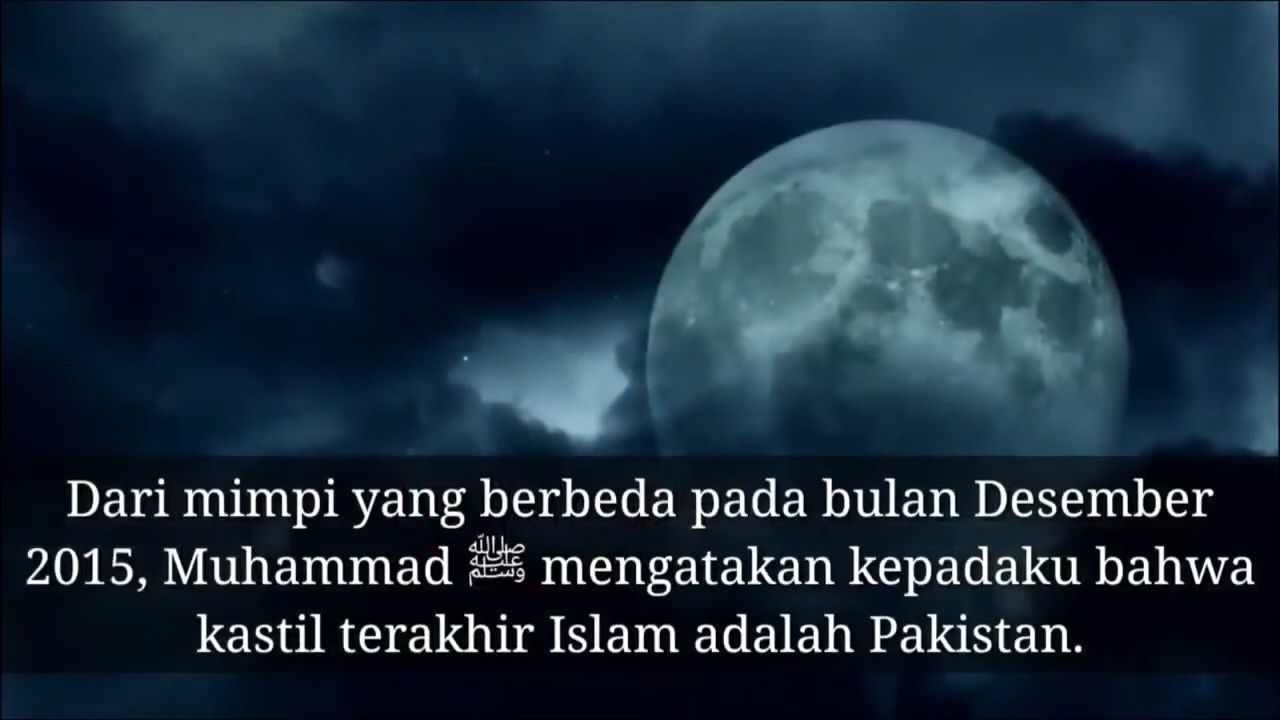 Dari mimpi yang berbeda pada bulan Desember
2015, Muhammad ﷺ mengatakan kepadaku bahwa
kastil terakhir Islam adalah Pakistan.